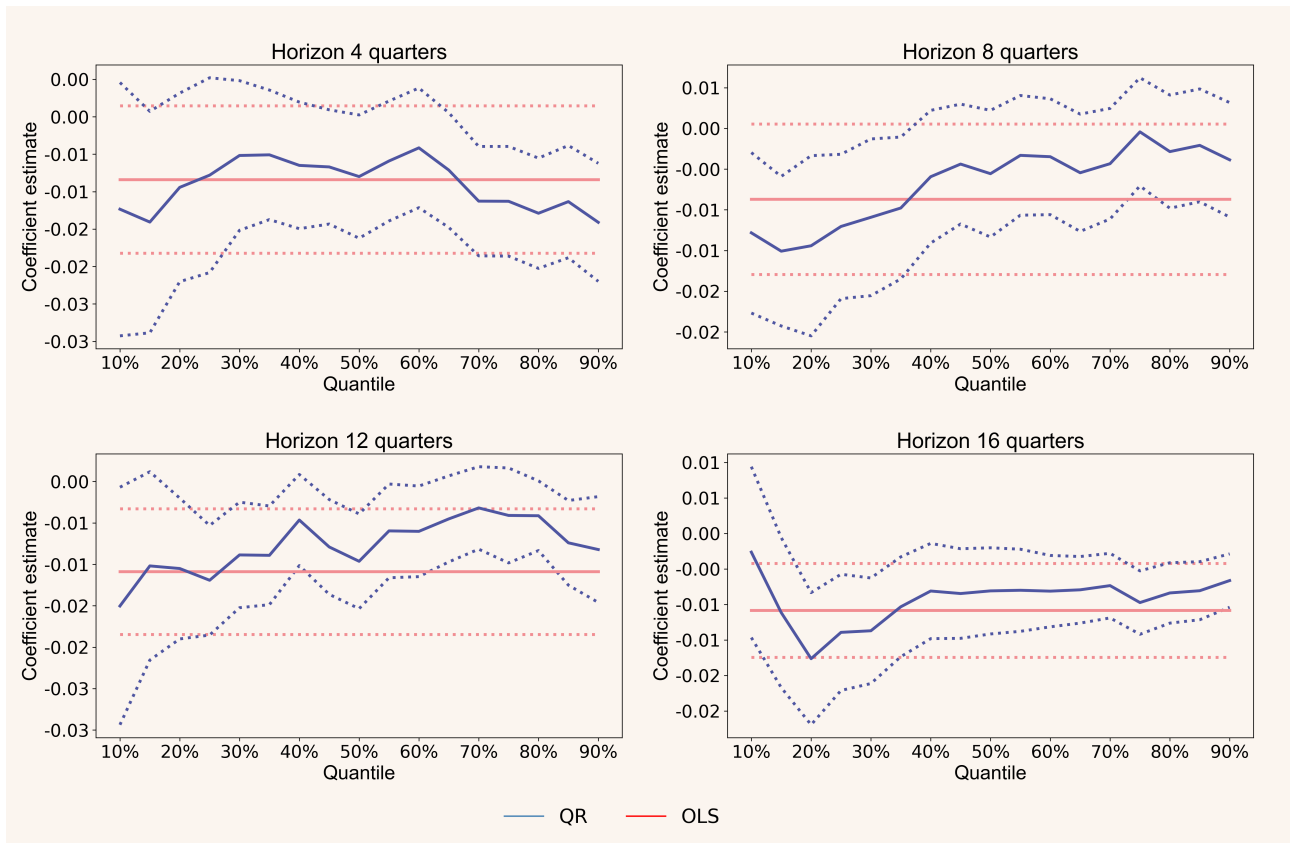 Horizon 4 quarters
Coefficient estimate
0.00
0.00
-0.01
-0.01
-0.02
-0.02
-0.03
-0.03
10% 20% 30% 40% 50% 60% 70% 80% 90%
Quantile
Horizon 8 quarters
Coefficient estimate
0.01
0.00
-0.00
-0.01
-0.01
-0.02
-0.02
10% 20% 30% 40% 50% 60% 70% 80% 90%
Quantile
Horizon 12 quarters
Coefficient estimate
0.00
-0.01
-0.01
-0.02
-0.02
-0.03
-0.03
10% 20% 30% 40% 50% 60% 70% 80% 90%
Quantile
Horizon 16 quarters
Coefficient estimate
0.01
0.01
0.00
-0.00
-0.01
-0.01
-0.02
-0.02
10% 20% 30% 40% 50% 60% 70% 80% 90%
Quantile
QR OLS